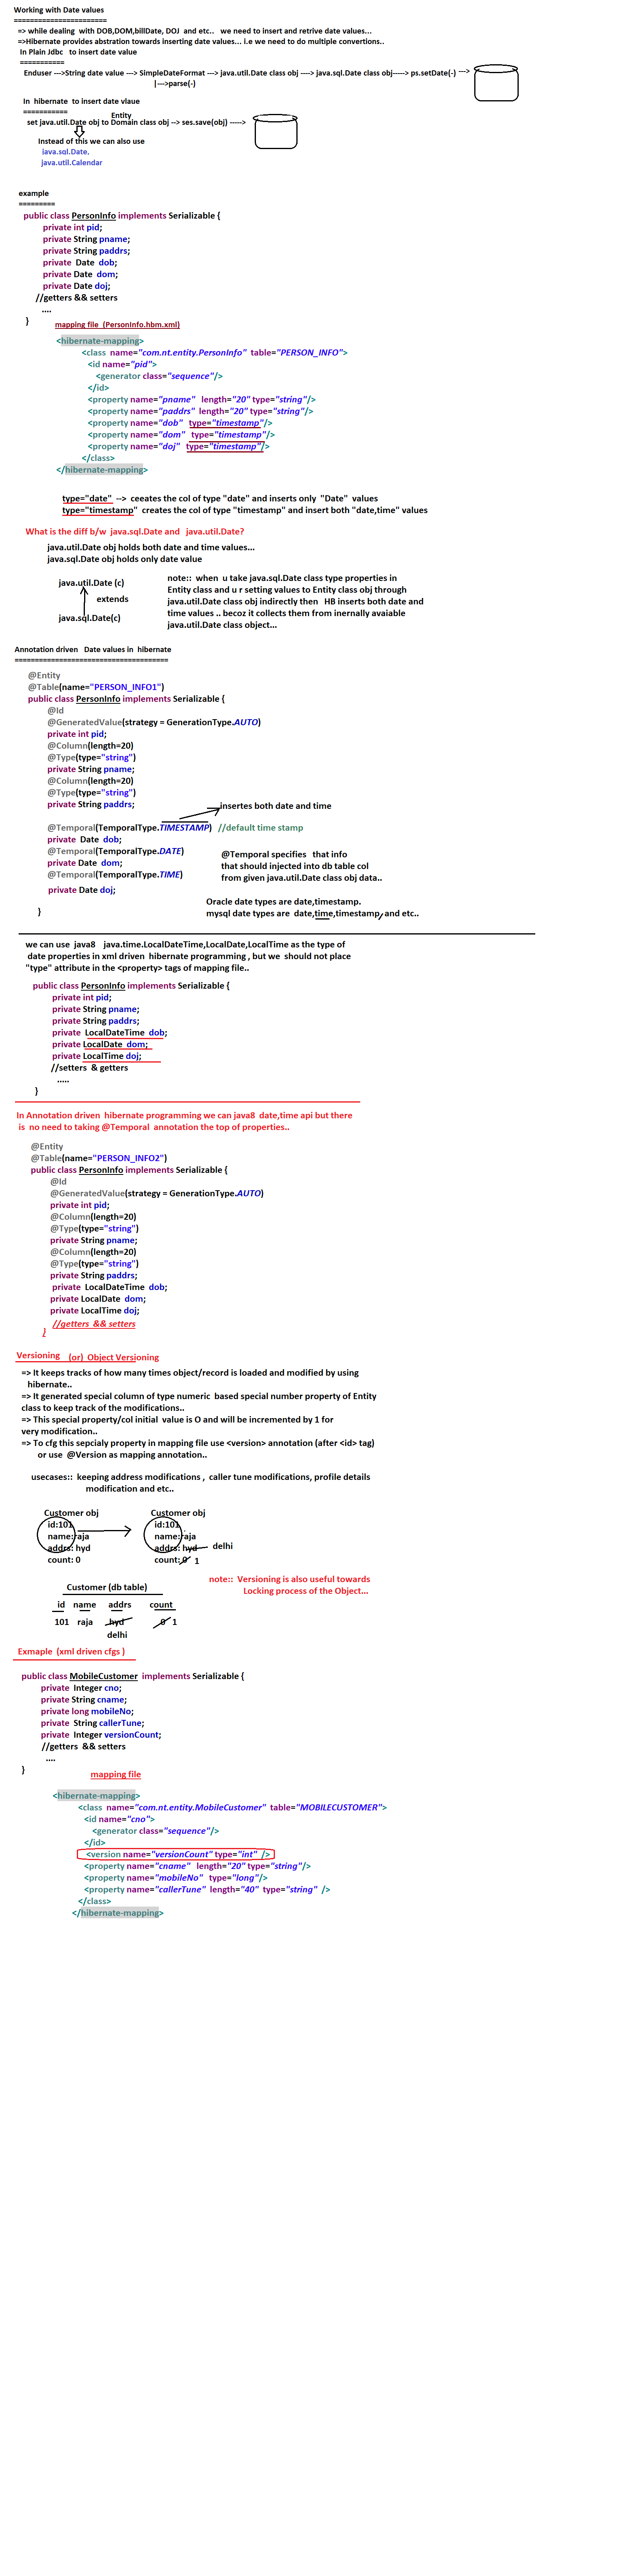 Working with Date values
=======================
=> while dealing  with DOB,DOM,billDate, DOJ  and etc..   we need to insert and retrive date values...
=>Hibernate provides abstration towards inserting date values... i.e we need to do multiple convertions..
In Plain Jdbc   to insert date value
===========
Enduser --->String date value ---> SimpleDateFormat ---> java.util.Date class obj ----> java.sql.Date class obj-----> ps.setDate(-) --->
|--->parse(-)
In  hibernate  to insert date vlaue
===========
Entity
set java.util.Date obj to Domain class obj --> ses.save(obj) ----->
Instead of this we can also use
java.sql.Date.
java.util.Calendar
example
=========
public class PersonInfo implements Serializable {
private int pid;
private String pname;
private String paddrs;
private  Date  dob;
private Date  dom;
private Date  doj;
//getters && setters
....
}
mapping file  (PersonInfo.hbm.xml)
<hibernate-mapping>
<class  name="com.nt.entity.PersonInfo"  table="PERSON_INFO">
<id name="pid">
<generator class="sequence"/>
</id>
<property name="pname"   length="20" type="string"/>
<property name="paddrs"  length="20" type="string"/>
<property name="dob"   type="timestamp"/>
<property name="dom"   type="timestamp"/>
<property name="doj"  type="timestamp"/>
</class>
</hibernate-mapping>
type="date"  -->  ceeates the col of type "date" and inserts only  "Date"  values
type="timestamp"  creates the col of type "timestamp" and insert both "date,time" values
What is the diff b/w  java.sql.Date and   java.util.Date?
java.util.Date obj holds both date and time values...
java.sql.Date obj holds only date value
java.util.Date (c)
extends
java.sql.Date(c)
note::  when  u take java.sql.Date class type properties in
Entity class and u r setting values to Entity class obj through
java.util.Date class obj indirectly then   HB inserts both date and
time values .. becoz it collects them from inernally avaiable
java.util.Date class object...
Annotation driven   Date values in  hibernate
======================================
@Entity
@Table(name="PERSON_INFO1")
public class PersonInfo implements Serializable {
@Id
@GeneratedValue(strategy = GenerationType.AUTO)
private int pid;
@Column(length=20)
@Type(type="string")
private String pname;
@Column(length=20)
@Type(type="string")
private String paddrs;
insertes both date and time
@Temporal(TemporalType.TIMESTAMP)  //default time stamp
private  Date  dob;
@Temporal(TemporalType.DATE)
private Date  dom;
@Temporal(TemporalType.TIME)
private Date doj;
}
@Temporal specifies   that info
that should injected into db table col
from given java.util.Date class obj data..
Oracle date types are date,timestamp.
mysql date types are  date,time,timestamp, and etc..
we can use  java8    java.time.LocalDateTime,LocalDate,LocalTime as the type of
date properties in xml driven  hibernate programming , but we  should not place
"type" attribute in the <property> tags of mapping file..
public class PersonInfo implements Serializable {
private int pid;
private String pname;
private String paddrs;
private  LocalDateTime  dob;
private LocalDate  dom;
private LocalTime doj;
//setters  & getters
.....
}
In Annotation driven  hibernate programming we can java8  date,time api but there
is  no need to taking @Temporal  annotation the top of properties..
@Entity
@Table(name="PERSON_INFO2")
public class PersonInfo implements Serializable {
@Id
@GeneratedValue(strategy = GenerationType.AUTO)
private int pid;
@Column(length=20)
@Type(type="string")
private String pname;
@Column(length=20)
@Type(type="string")
private String paddrs;
private  LocalDateTime  dob;
private LocalDate  dom;
private LocalTime doj;
//getters  && setters
}
Versioning    (or)  Object Versioning
=> It keeps tracks of how many times object/record is loaded and modified by using
hibernate..
=> It generated special column of type numeric  based special number property of Entity
class to keep track of the modifications..
=> This special property/col initial  value is O and will be incremented by 1 for
very modification..
=> To cfg this sepcialy property in mapping file use <version> annotation (after <id> tag)
or use  @Version as mapping annotation..
usecases::  keeping address modifications ,  caller tune modifications, profile details
modification and etc..
Customer obj
id:101
name:raja
addrs: hyd
count: 0
Customer obj
id:101
name:raja
addrs: hyd   delhi
count: 0   1
note::  Versioning is also useful towards
Locking process of the Object...
Customer (db table)
id   name   addrs   count
101   raja   hyd   0   1
delhi
Exmaple  (xml driven cfgs )
public class MobileCustomer  implements Serializable {
private  Integer cno;
private String cname;
private long mobileNo;
private  String callerTune;
private  Integer versionCount;
//getters  && setters
....
}
mapping file
<hibernate-mapping>
<class  name="com.nt.entity.MobileCustomer"  table="MOBILECUSTOMER">
<id name="cno">
<generator class="sequence"/>
</id>
<version name="versionCount" type="int"  />
<property name="cname"   length="20" type="string"/>
<property name="mobileNo"   type="long"/>
<property name="callerTune"  length="40"  type="string"  />
</class>
</hibernate-mapping>